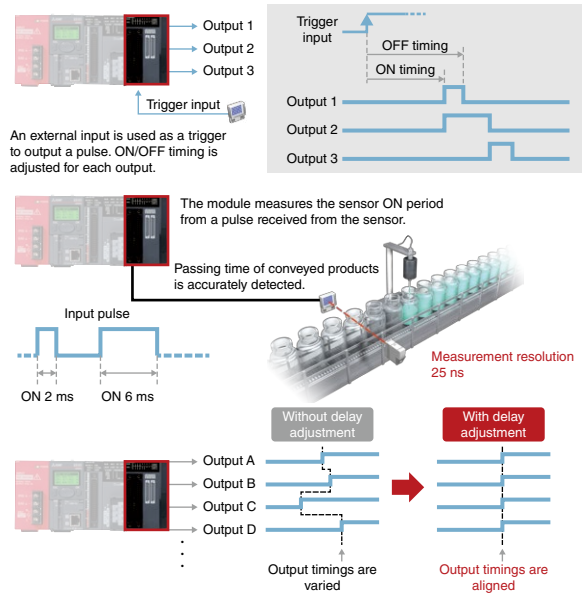 Output 1
Output 2
Output 3
Trigger input
An external input is used as a trigger
to output a pulse. ON/OFF timing is
adjusted for each output.
Trigger
input
OFF timing
ON timing
Output 1
Output 2
Output 3
The module measures the sensor ON period
from a pulse received from the sensor.
Passing time of conveyed products
is accurately detected.
Input pulse
ON 2 ms
ON 6 ms
Measurement resolution
25 ns
Without delay
adjustment
With delay
adjustment
Output A
Output B
Output C
Output D
Output timings are
varied
Output timings are
aligned